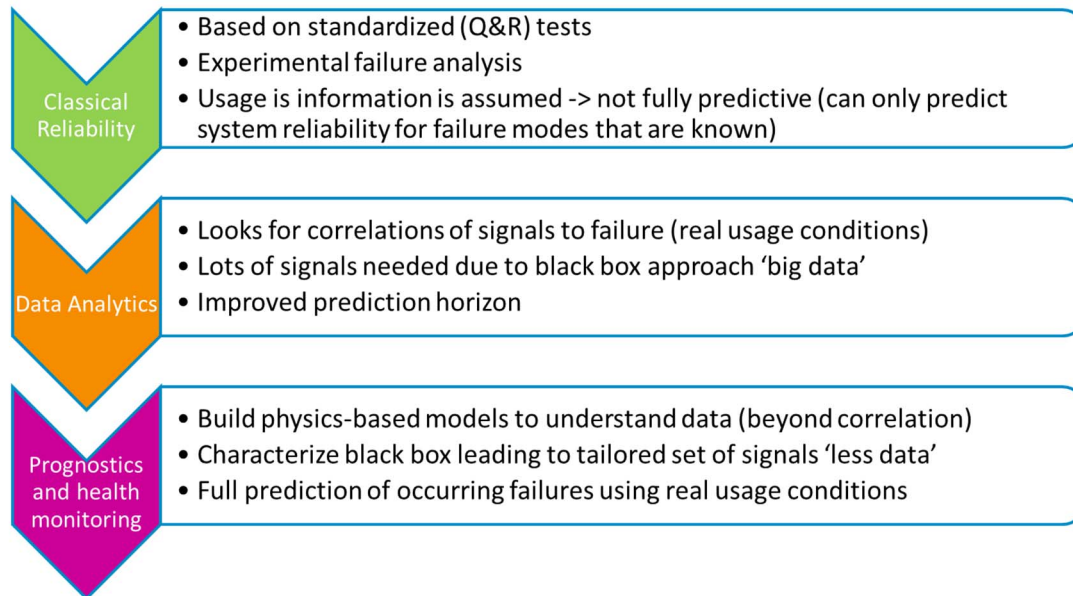 Classical
Reliability
• Based on standardized (Q&R) tests
• Experimental failure analysis
• Usage is information is assumed -> not fully predictive (can only predict
system reliability for failure modes that are known)
Data Analytics
• Looks for correlations of signals to failure (real usage conditions)
• Lots of signals needed due to black box approach ‘big data’
• Improved prediction horizon
Prognostics
and health
monitoring
• Build physics-based models to understand data (beyond correlation)
• Characterize black box leading to tailored set of signals ‘less data’
• Full prediction of occurring failures using real usage conditions